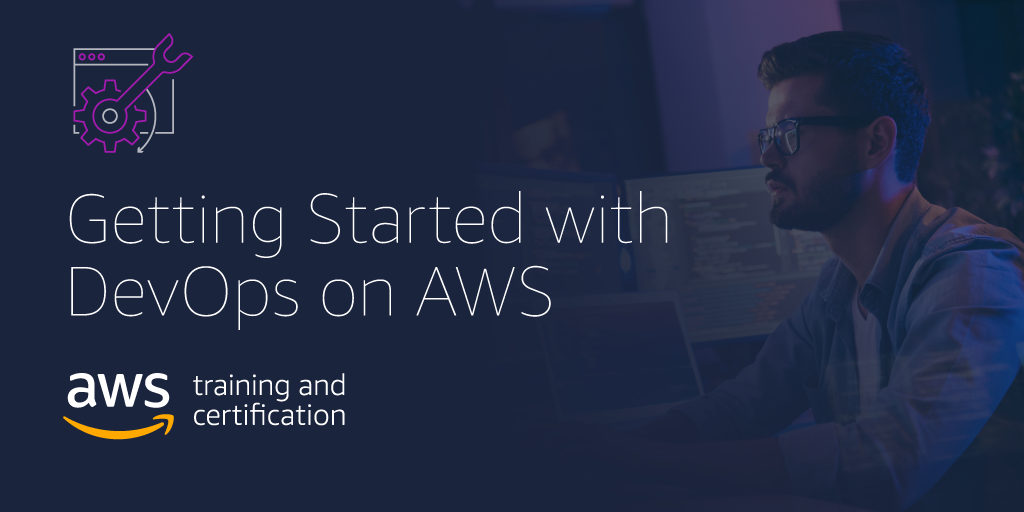 Getting Started with
DevOps on AWS
aws training and
certification